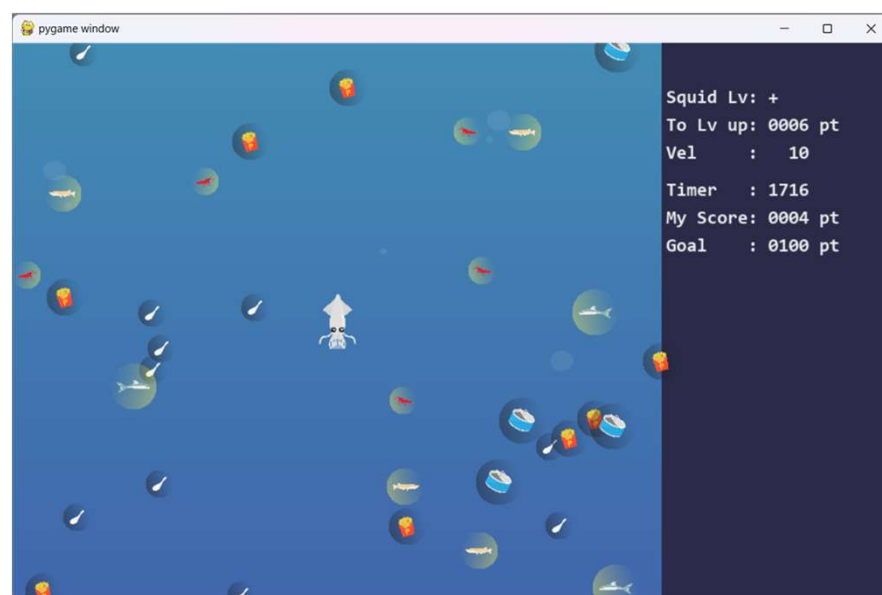 pygame window
Squid Lv: +
To Lv up: 0006 pt
Vel     :   10
Timer   : 1716
My Score: 0004 pt
Goal    : 0100 pt